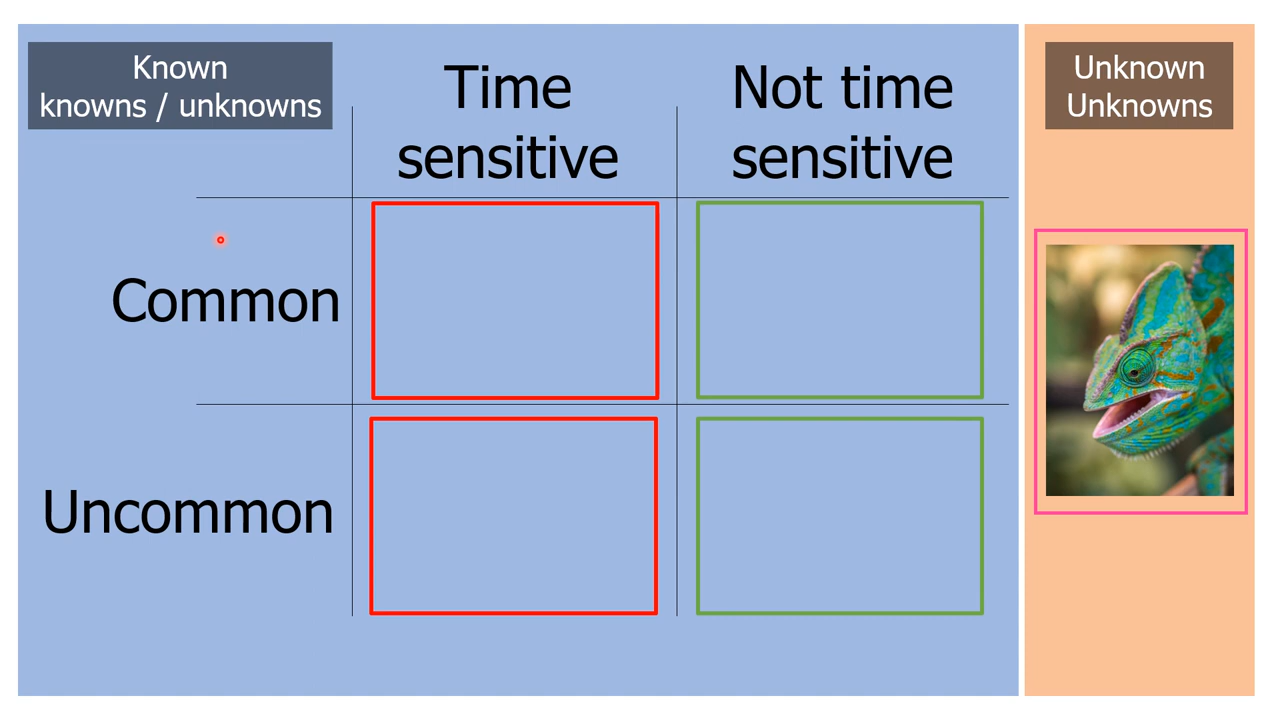 Known
knowns / unknowns
Time
sensitive
Not time
sensitive
Unknown
Unknowns
Common
Uncommon